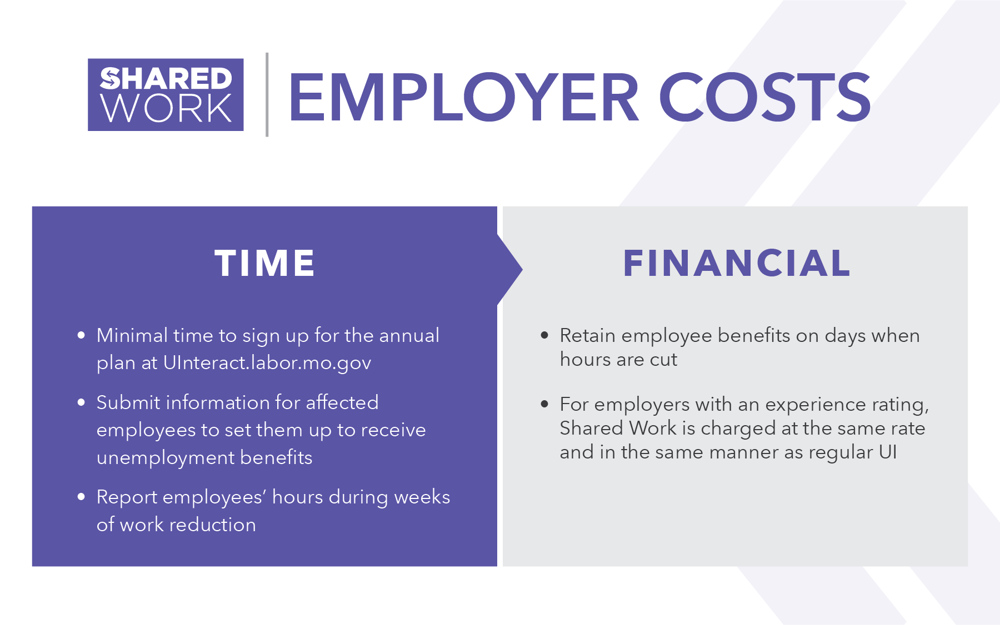 SHARED
WORK
EMPLOYER COSTS
TIME
• Minimal time to sign up for the annual
plan at UInteract.labor.mo.gov
• Submit information for affected
employees to set them up to receive
unemployment benefits
• Report employees’ hours during weeks
of work reduction
FINANCIAL
• Retain employee benefits on days when
hours are cut
• For employers with an experience rating,
Shared Work is charged at the same rate
and in the same manner as regular UI